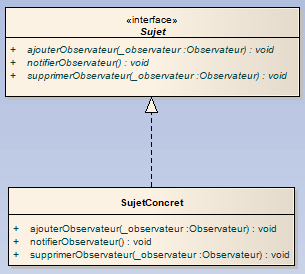 «interface»
Sujet
+ ajouterObservateur(_observateur :Observateur) : void
+ notifierObservateur() : void
+ supprimerObservateur(_observateur :Observateur) : void
SujetConcret
+ ajouterObservateur(_observateur :Observateur) : void
+ notifierObservateur() : void
+ supprimerObservateur(_observateur :Observateur) : void